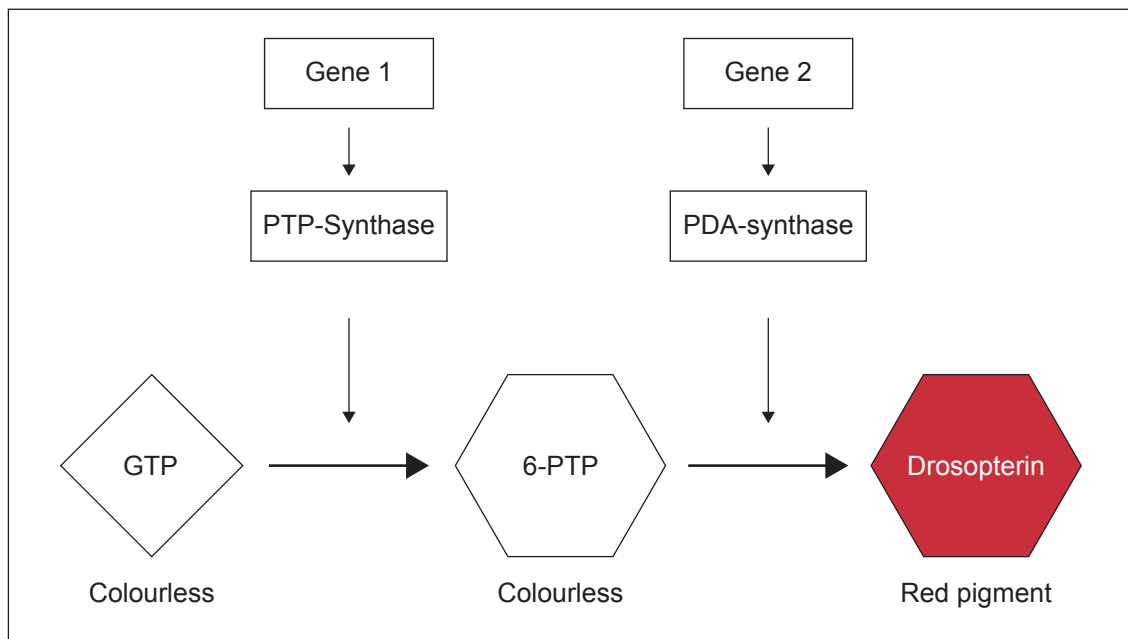 Gene 1
Gene 2
PTP-Synthase
PDA-synthase
GTP
6-PTP
Drosopterin
Colourless
Colourless
Red pigment